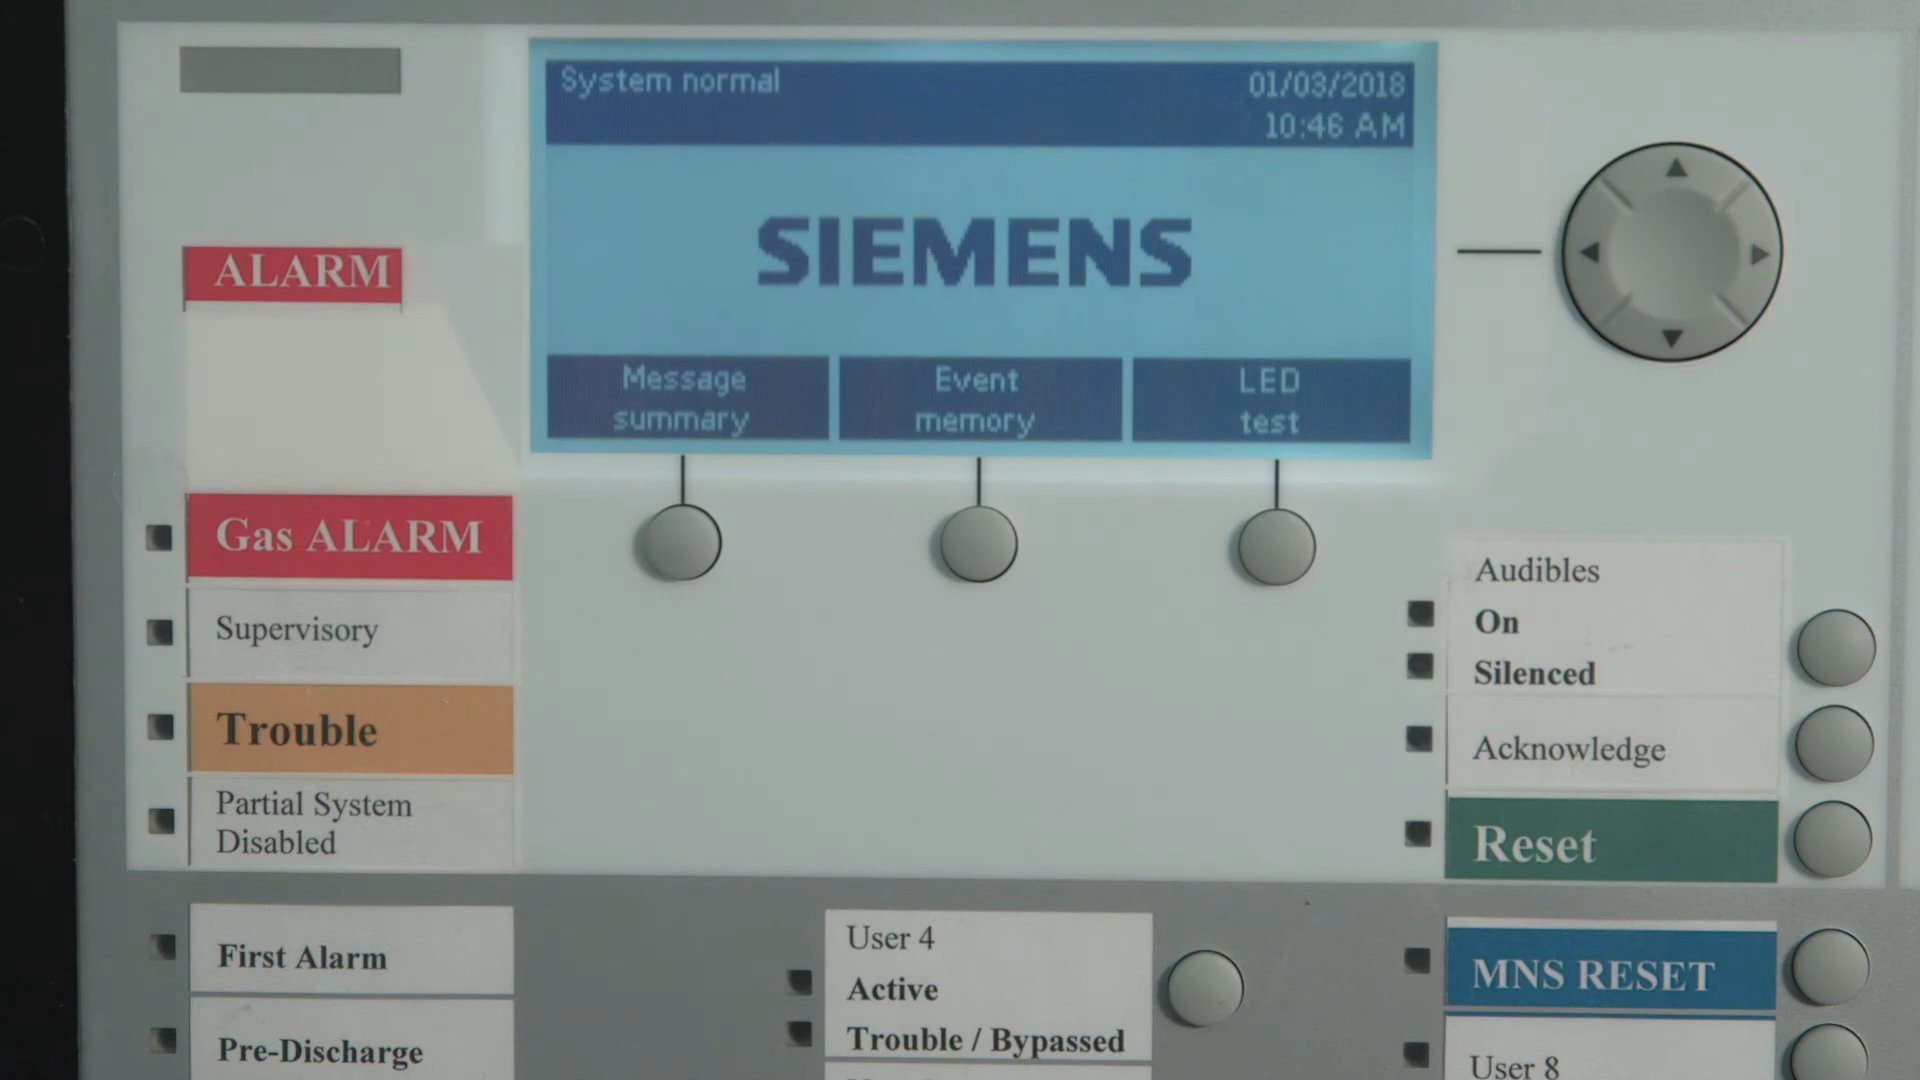 System normal
01/03/2018
10:46 AM
SIEMENS
Message
summary
Event
memory
LED
test
ALARM
Gas ALARM
Supervisory
Trouble
Partial System
Disabled
Audibles
On
Silenced
Acknowledge
Reset
First Alarm
Pre-Discharge
User 4
Active
Trouble / Bypassed
MNS RESET
User 8